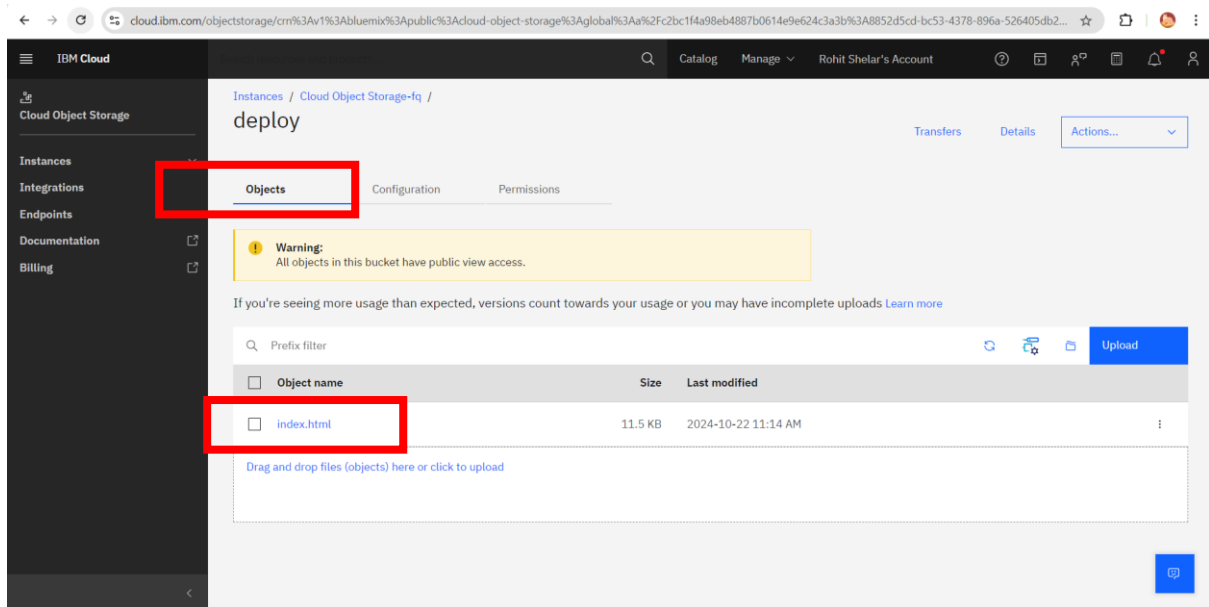 cloud.ibm.com/objectstorage/crn%3Av1%3Abluemix%3Apublic%3Acloud-object-storage%3Aglobal%3Aa%2Fc2bc1f4a98eb4887b0614e9e624c3a3b%3A8852d5cd-bc53-4378-896a-526405db2...
IBM Cloud
Catalog
Manage
Rohit Shelar's Account
Cloud Object Storage
Instances
Integrations
Endpoints
Documentation
Billing
Instances / Cloud Object Storage-fq /
deploy
Transfers
Details
Actions...
Objects
Configuration
Permissions
Warning:
All objects in this bucket have public view access.
If you're seeing more usage than expected, versions count towards your usage or you may have incomplete uploads Learn more
Prefix filter
Upload
Object name
Size
Last modified
index.html
11.5 KB
2024-10-22 11:14 AM
Drag and drop files (objects) here or click to upload